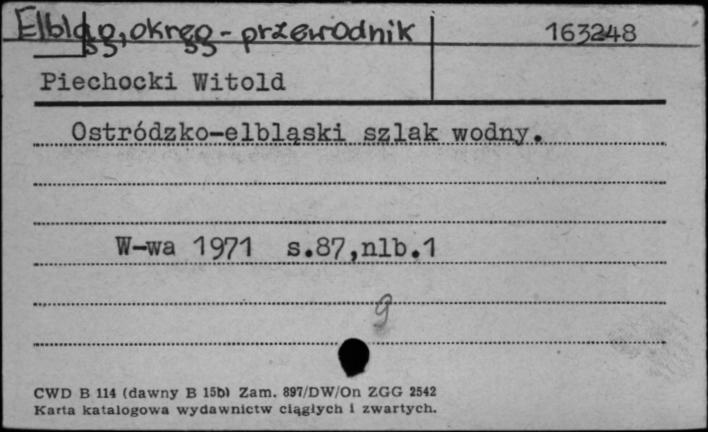 Elbląg, okręg - przewodnik 163248
Piechocki Witold
Ostródzko-elbląski szlak wodny.
W-wa 1971 s.87,nlb.1
g
CWD B 114 (dawny B 15b) Zam. 897/DW/On ZGG 2542
Karta katalogowa wydawnictw ciągłych i zwartych.